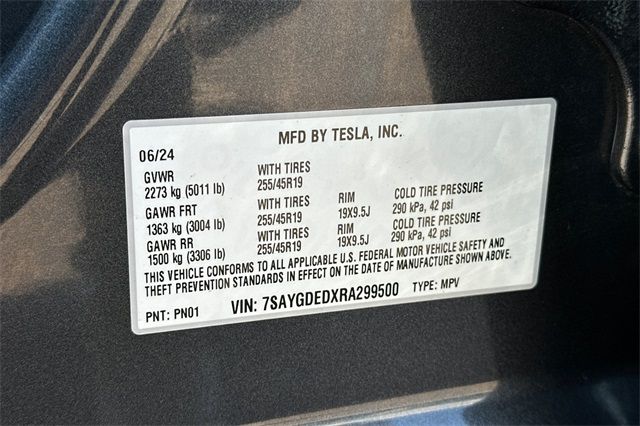 MFD BY TESLA, INC.
06/24
GVWR WITH TIRES
2273 kg (5011 lb) 255/45R19
GAWR FRT WITH TIRES RIM COLD TIRE PRESSURE
1363 kg (3004 lb) 255/45R19 19X9.5J 290 kPa, 42 psi
GAWR RR WITH TIRES RIM COLD TIRE PRESSURE
1500 kg (3306 lb) 255/45R19 19X9.5J 290 kPa, 42 psi
THIS VEHICLE CONFORMS TO ALL APPLICABLE U.S. FEDERAL MOTOR VEHICLE SAFETY AND
THEFT PREVENTION STANDARDS IN EFFECT ON THE DATE OF MANUFACTURE SHOWN ABOVE.
PNT: PN01 VIN: 7SAYGDEDXRA299500 TYPE: MPV